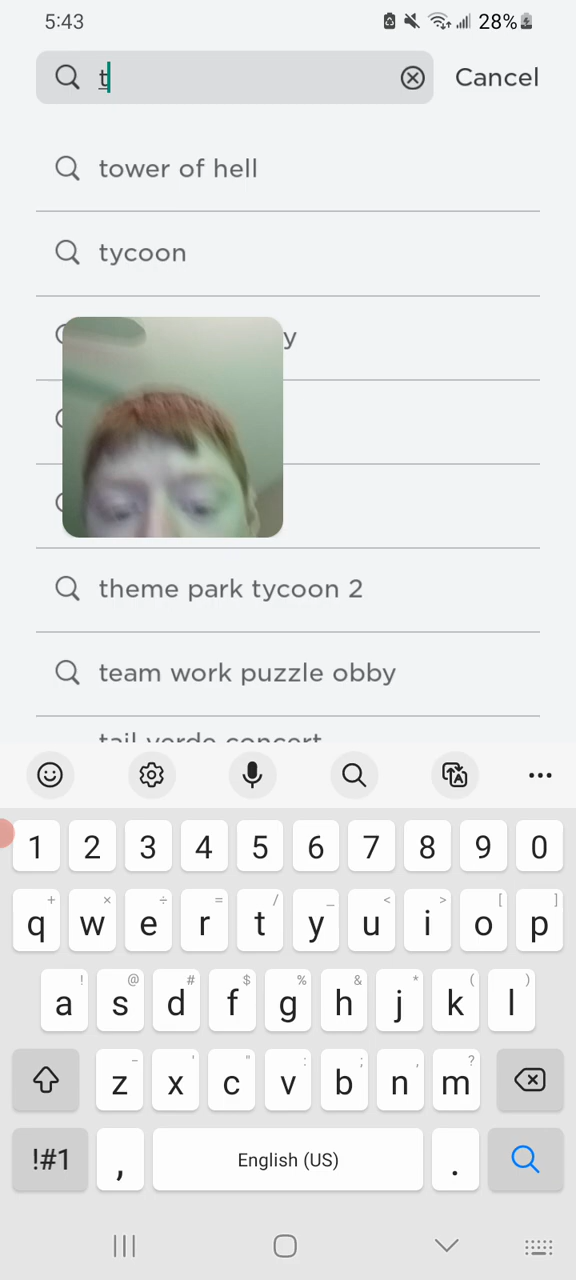 5:43 28%
t Cancel
tower of hell
tycoon
y
theme park tycoon 2
team work puzzle obby
1 2 3 4 5 6 7 8 9 0
+ × ÷ = / _ < > [ ]
q w e r t y u i o p
! @ # $ % & * ( )
a s d f g h j k l
- ' " : ; , ?
z x c v b n m
!#1 , English (US) .